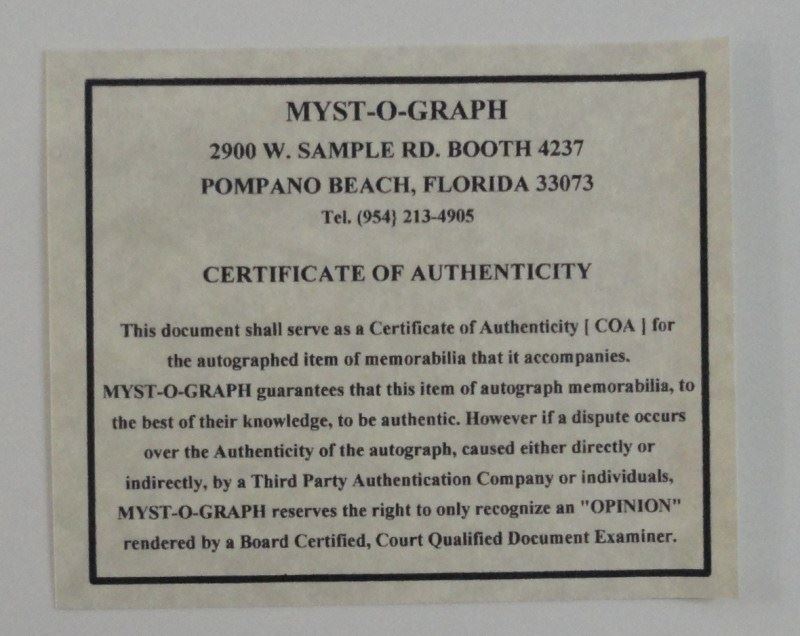 MYST-O-GRAPH
2900 W. SAMPLE RD. BOOTH 4237
POMPANO BEACH, FLORIDA 33073
Tel. (954} 213-4905
CERTIFICATE OF AUTHENTICITY
This document shall serve as a Certificate of Authenticity [ COA ] for
the autographed item of memorabilia that it accompanies.
MYST-O-GRAPH guarantees that this item of autograph memorabilia, to
the best of their knowledge, to be authentic. However if a dispute occurs
over the Authenticity of the autograph, caused either directly or
indirectly, by a Third Party Authentication Company or individuals,
MYST-O-GRAPH reserves the right to only recognize an "OPINION"
rendered by a Board Certified, Court Qualified Document Examiner.